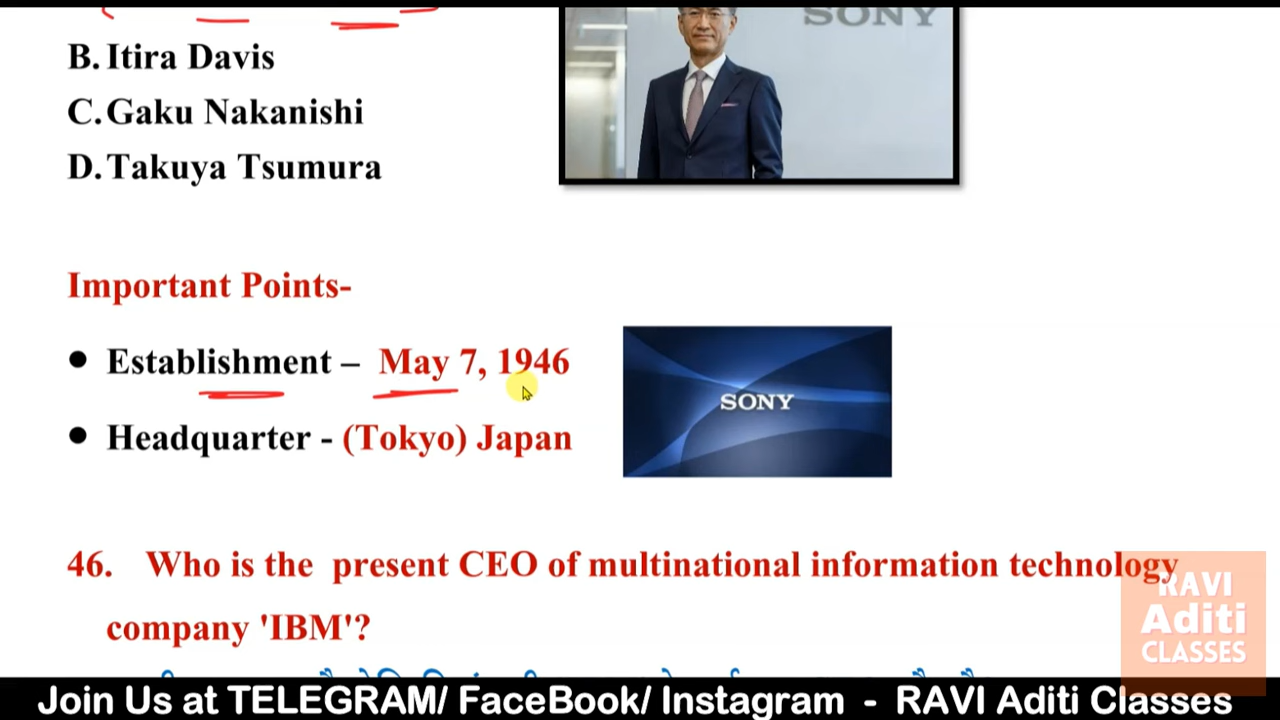 SONY
B. Itira Davis
C. Gaku Nakanishi
D. Takuya Tsumura
Important Points-
● Establishment – May 7, 1946
● Headquarter - (Tokyo) Japan
SONY
46. Who is the present CEO of multinational information technology
company 'IBM'?
RAVI
Aditi
CLASSES
Join Us at TELEGRAM/ FaceBook/ Instagram - RAVI Aditi Classes